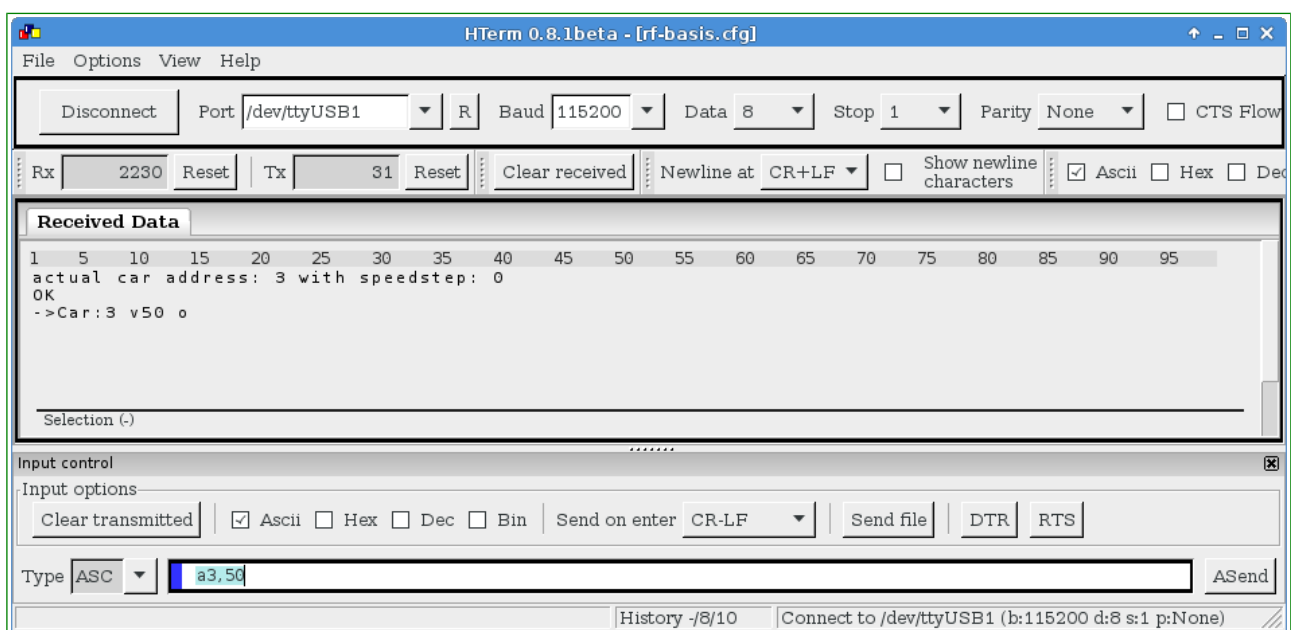 HTerm 0.8.1beta - [rf-basis.cfg]
File Options View Help
Disconnect Port /dev/ttyUSB1 R Baud 115200 Data 8 Stop 1 Parity None CTS Flow
Rx 2230 Reset Tx 31 Reset Clear received Newline at CR+LF Show newline characters Ascii Hex Dec
Received Data
1 5 10 15 20 25 30 35 40 45 50 55 60 65 70 75 80 85 90 95
actual car address: 3 with speedstep: 0
OK
->Car:3 v50 o
Selection (-)
Input control
Input options
Clear transmitted Ascii Hex Dec Bin Send on enter CR-LF Send file DTR RTS
Type ASC a3,50 ASend
History -/8/10 Connect to /dev/ttyUSB1 (b:115200 d:8 s:1 p:None)